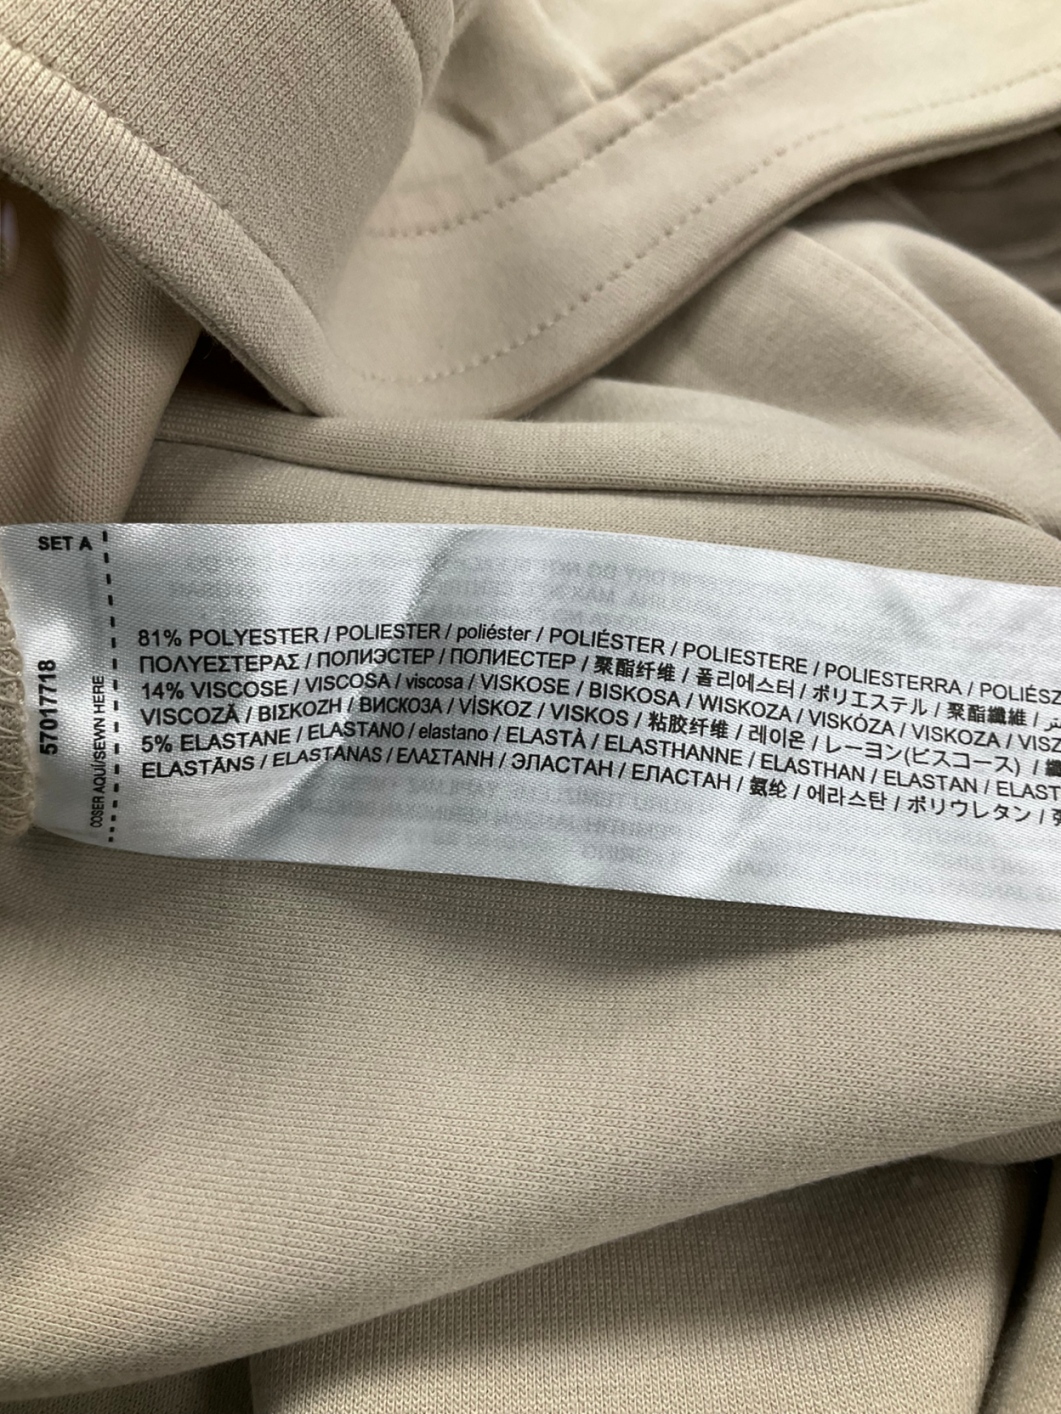 SET A
57017718
COSER AQUI/SEWN HERE
81% POLYESTER / POLIESTER / poliéster / POLIÉSTER / POLIESTERE / POLIESTERRA / POLIÉSZ
ΠΟΛΥΕΣΤΕΡΑΣ / ПОЛИЭСТЕР / ПОЛИЕСТЕР / 聚酯纤维 / 폴리에스터 / ポリエステル / 聚酯纖維 /
14% VISCOSE / VISCOSA / viscosa / VISKOSE / BISKOSA / WISKOZA / VISKÓZA / VISKOZA / VISZ
VISCOZĂ / ΒΙΣΚΟΖΗ / ВИСКОЗА / VİSKOZ / VISKOS / 粘胶纤维 / 레이온 / レーヨン(ビスコース) /
5% ELASTANE / ELASTANO / elastano / ELASTÀ / ELASTHANNE / ELASTHAN / ELASTAN / ELAST
ELASTĀNS / ELASTANAS / ΕΛΑΣΤΑΝΗ / ЭЛАСТАН / ЕЛАСТАН / 氨纶 / 에라스탄 / ポリウレタン /